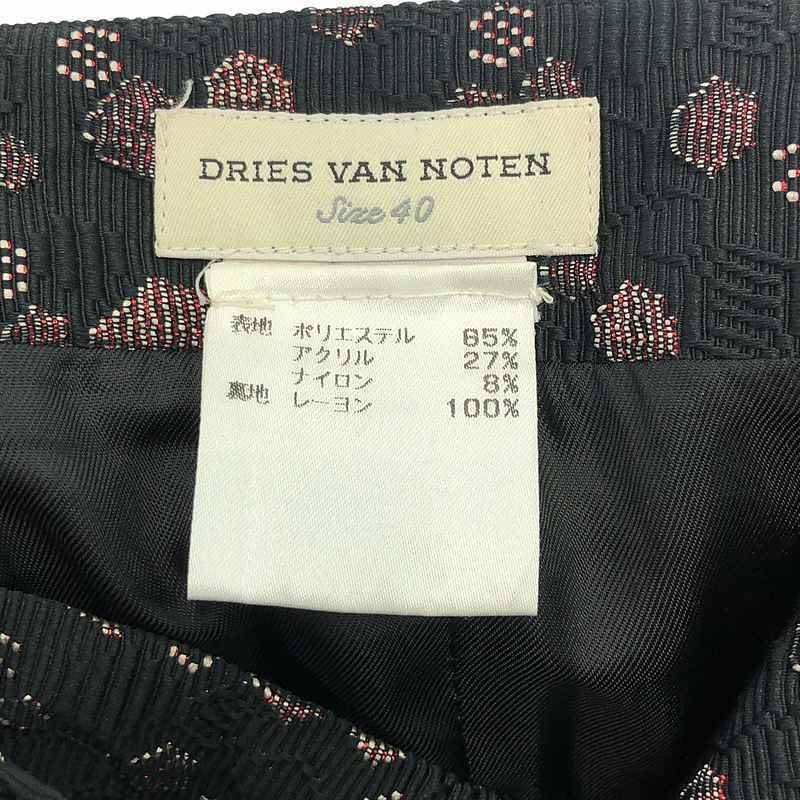 DRIES VAN NOTEN
Size 40
表地 ポリエステル 65%
アクリル 27%
ナイロン 8%
裏地 レーヨン 100%